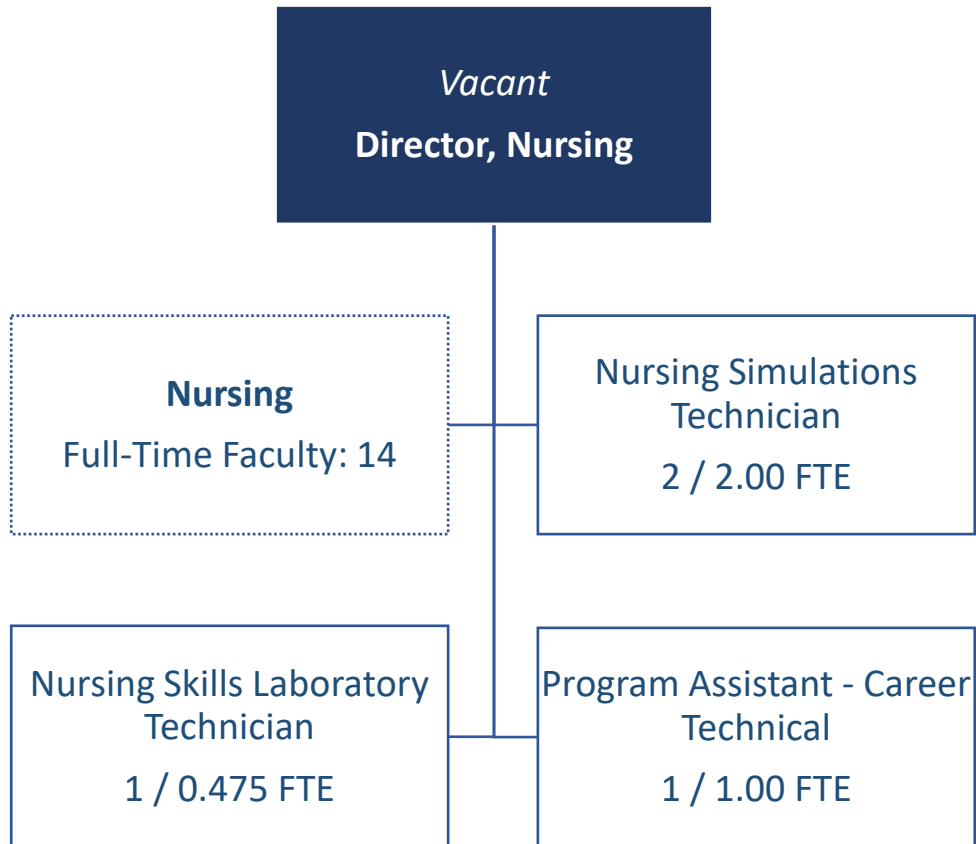 Vacant
Director, Nursing
Nursing
Full-Time Faculty: 14
Nursing Simulations
Technician
2 / 2.00 FTE
Nursing Skills Laboratory
Technician
1 / 0.475 FTE
Program Assistant - Career
Technical
1 / 1.00 FTE